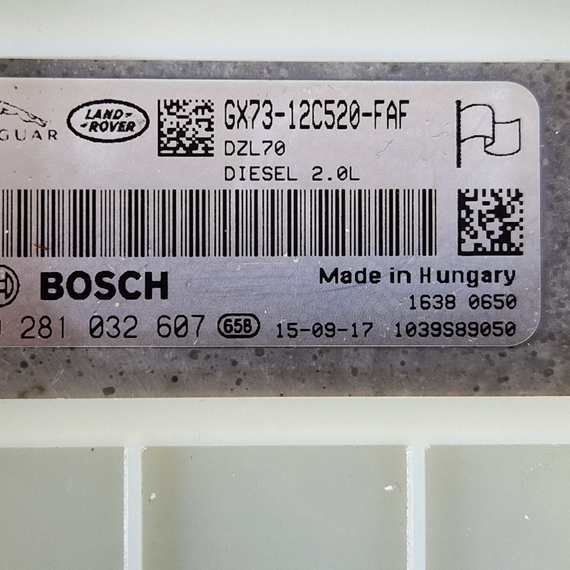 GUAR
LAND-
-ROVER
GX73-12C520-FAF
DZL70
DIESEL 2.0L
BOSCH
Made in Hungary
1638 0650
281 032 607 65B 15-09-17 1039S89050